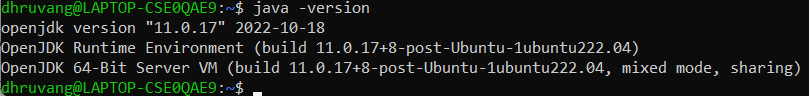 dhruvang@LAPTOP-CSE0QAE9:~$ java -version
openjdk version "11.0.17" 2022-10-18
OpenJDK Runtime Environment (build 11.0.17+8-post-Ubuntu-1ubuntu222.04)
OpenJDK 64-Bit Server VM (build 11.0.17+8-post-Ubuntu-1ubuntu222.04, mixed mode, sharing)
dhruvang@LAPTOP-CSE0QAE9:~$